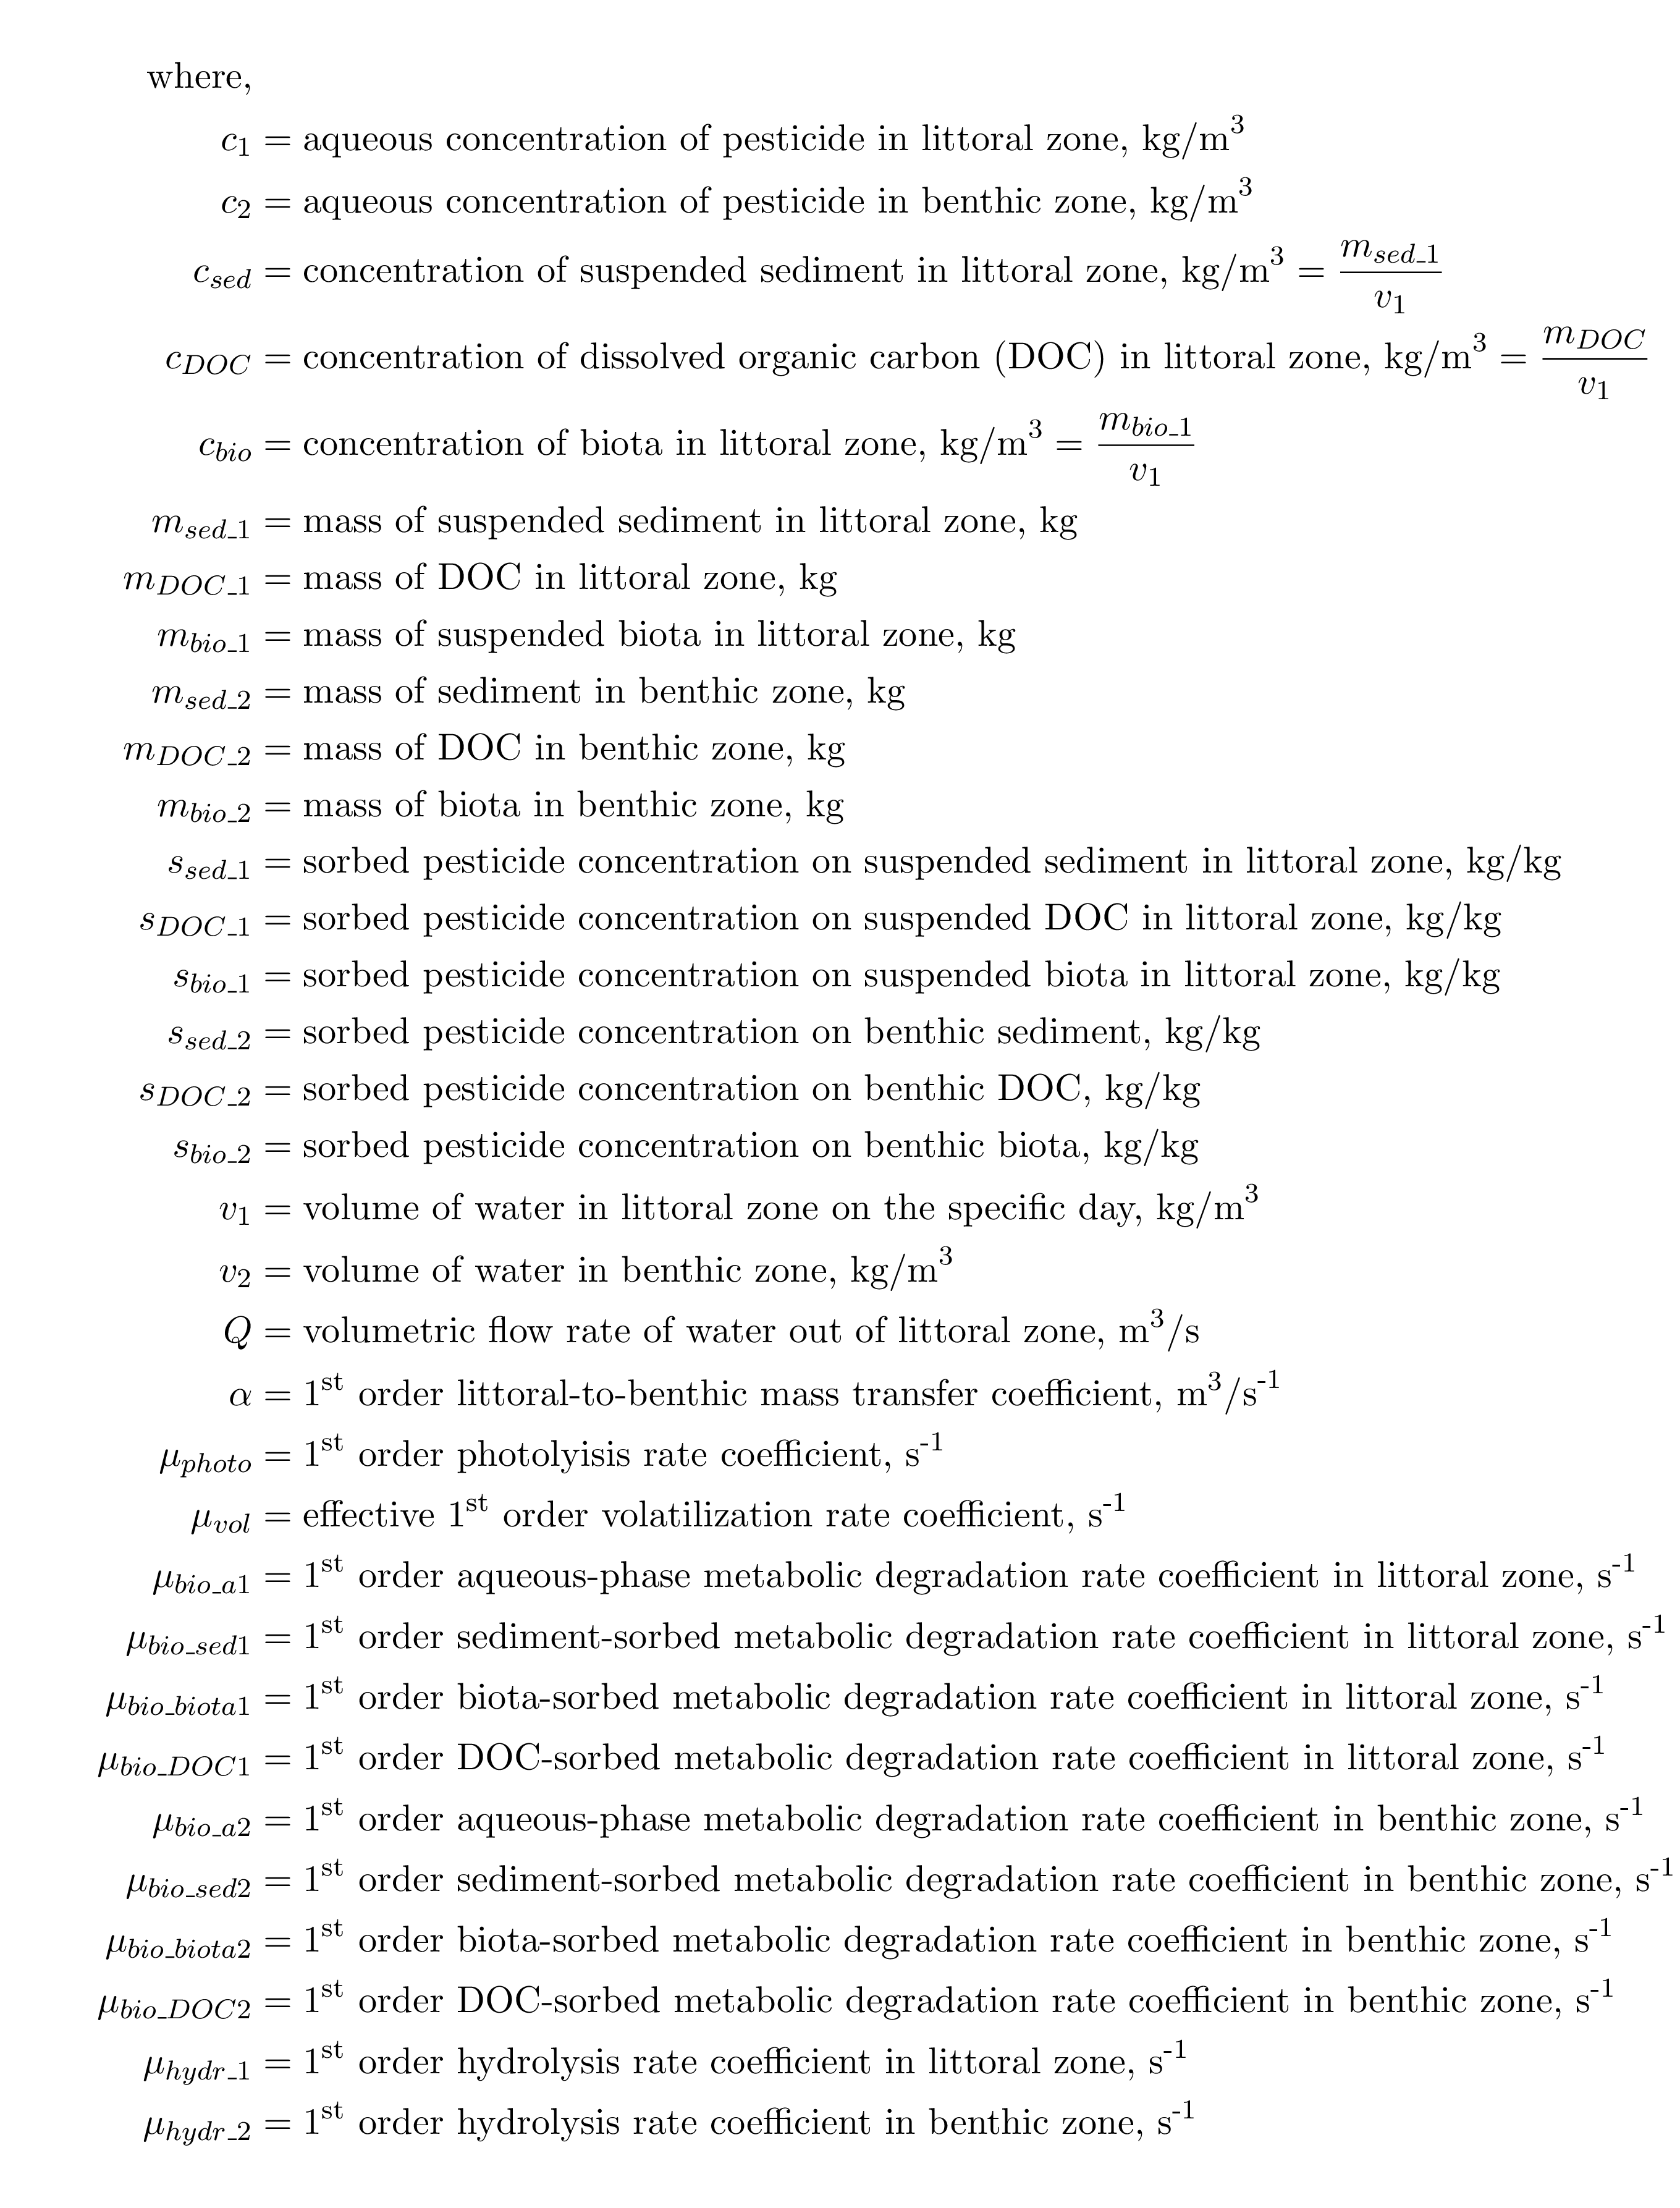 where,
c_1 = aqueous concentration of pesticide in littoral zone, kg/m^3
c_2 = aqueous concentration of pesticide in benthic zone, kg/m^3
c_{sed} = concentration of suspended sediment in littoral zone, kg/m^3 = \frac{m_{sed\_1}}{v_1}
c_{DOC} = concentration of dissolved organic carbon (DOC) in littoral zone, kg/m^3 = \frac{m_{DOC}}{v_1}
c_{bio} = concentration of biota in littoral zone, kg/m^3 = \frac{m_{bio\_1}}{v_1}
m_{sed\_1} = mass of suspended sediment in littoral zone, kg
m_{DOC\_1} = mass of DOC in littoral zone, kg
m_{bio\_1} = mass of suspended biota in littoral zone, kg
m_{sed\_2} = mass of sediment in benthic zone, kg
m_{DOC\_2} = mass of DOC in benthic zone, kg
m_{bio\_2} = mass of biota in benthic zone, kg
s_{sed\_1} = sorbed pesticide concentration on suspended sediment in littoral zone, kg/kg
s_{DOC\_1} = sorbed pesticide concentration on suspended DOC in littoral zone, kg/kg
s_{bio\_1} = sorbed pesticide concentration on suspended biota in littoral zone, kg/kg
s_{sed\_2} = sorbed pesticide concentration on benthic sediment, kg/kg
s_{DOC\_2} = sorbed pesticide concentration on benthic DOC, kg/kg
s_{bio\_2} = sorbed pesticide concentration on benthic biota, kg/kg
v_1 = volume of water in littoral zone on the specific day, kg/m^3
v_2 = volume of water in benthic zone, kg/m^3
Q = volumetric flow rate of water out of littoral zone, m^3/s
α = 1^{st} order littoral-to-benthic mass transfer coefficient, m^3/s^{-1}
μ_{photo} = 1^{st} order photolyisis rate coefficient, s^{-1}
μ_{vol} = effective 1^{st} order volatilization rate coefficient, s^{-1}
μ_{bio\_a1} = 1^{st} order aqueous-phase metabolic degradation rate coefficient in littoral zone, s^{-1}
μ_{bio\_sed1} = 1^{st} order sediment-sorbed metabolic degradation rate coefficient in littoral zone, s^{-1}
μ_{bio\_biota1} = 1^{st} order biota-sorbed metabolic degradation rate coefficient in littoral zone, s^{-1}
μ_{bio\_DOC1} = 1^{st} order DOC-sorbed metabolic degradation rate coefficient in littoral zone, s^{-1}
μ_{bio\_a2} = 1^{st} order aqueous-phase metabolic degradation rate coefficient in benthic zone, s^{-1}
μ_{bio\_sed2} = 1^{st} order sediment-sorbed metabolic degradation rate coefficient in benthic zone, s^{-1}
μ_{bio\_biota2} = 1^{st} order biota-sorbed metabolic degradation rate coefficient in benthic zone, s^{-1}
μ_{bio\_DOC2} = 1^{st} order DOC-sorbed metabolic degradation rate coefficient in benthic zone, s^{-1}
μ_{hydr\_1} = 1^{st} order hydrolysis rate coefficient in littoral zone, s^{-1}
μ_{hydr\_2} = 1^{st} order hydrolysis rate coefficient in benthic zone, s^{-1}